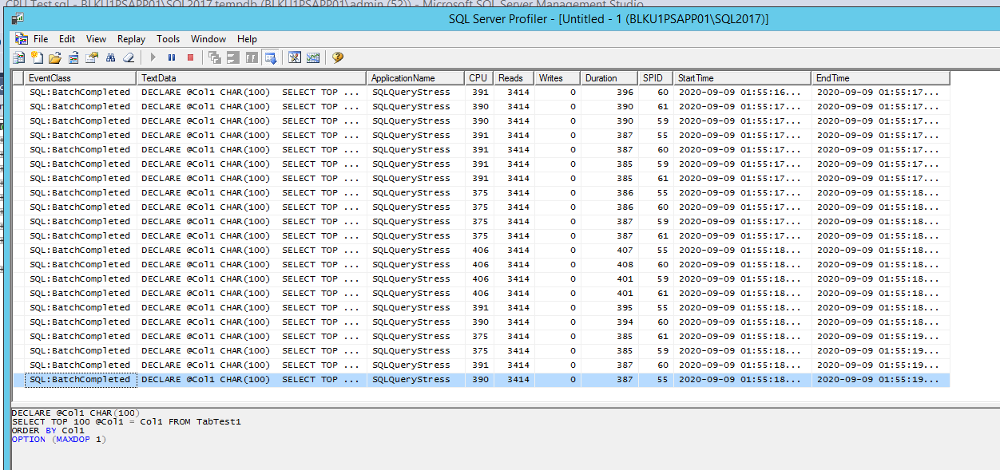 CPU Test.sql - BLKU1PSAPP01\SQL2017.tempdb (BLKU1PSAPP01\admin (52)) - Microsoft SQL Server Management Studio
SQL Server Profiler - [Untitled - 1 (BLKU1PSAPP01\SQL2017)]
File Edit View Replay Tools Window Help
EventClass TextData ApplicationName CPU Reads Writes Duration SPID StartTime EndTime
SQL:BatchCompleted DECLARE @Col1 CHAR(100) SELECT TOP ... SQLQueryStress 391 3414 0 396 60 2020-09-09 01:55:16... 2020-09-09 01:55:17...
SQL:BatchCompleted DECLARE @Col1 CHAR(100) SELECT TOP ... SQLQueryStress 390 3414 0 390 61 2020-09-09 01:55:17... 2020-09-09 01:55:17...
SQL:BatchCompleted DECLARE @Col1 CHAR(100) SELECT TOP ... SQLQueryStress 390 3414 0 390 59 2020-09-09 01:55:17... 2020-09-09 01:55:17...
SQL:BatchCompleted DECLARE @Col1 CHAR(100) SELECT TOP ... SQLQueryStress 391 3414 0 387 55 2020-09-09 01:55:17... 2020-09-09 01:55:17...
SQL:BatchCompleted DECLARE @Col1 CHAR(100) SELECT TOP ... SQLQueryStress 391 3414 0 387 60 2020-09-09 01:55:17... 2020-09-09 01:55:17...
SQL:BatchCompleted DECLARE @Col1 CHAR(100) SELECT TOP ... SQLQueryStress 391 3414 0 385 59 2020-09-09 01:55:17... 2020-09-09 01:55:17...
SQL:BatchCompleted DECLARE @Col1 CHAR(100) SELECT TOP ... SQLQueryStress 391 3414 0 385 61 2020-09-09 01:55:17... 2020-09-09 01:55:17...
SQL:BatchCompleted DECLARE @Col1 CHAR(100) SELECT TOP ... SQLQueryStress 375 3414 0 386 55 2020-09-09 01:55:17... 2020-09-09 01:55:18...
SQL:BatchCompleted DECLARE @Col1 CHAR(100) SELECT TOP ... SQLQueryStress 375 3414 0 386 60 2020-09-09 01:55:17... 2020-09-09 01:55:18...
SQL:BatchCompleted DECLARE @Col1 CHAR(100) SELECT TOP ... SQLQueryStress 375 3414 0 387 59 2020-09-09 01:55:17... 2020-09-09 01:55:18...
SQL:BatchCompleted DECLARE @Col1 CHAR(100) SELECT TOP ... SQLQueryStress 375 3414 0 387 61 2020-09-09 01:55:17... 2020-09-09 01:55:18...
SQL:BatchCompleted DECLARE @Col1 CHAR(100) SELECT TOP ... SQLQueryStress 406 3414 0 407 55 2020-09-09 01:55:18... 2020-09-09 01:55:18...
SQL:BatchCompleted DECLARE @Col1 CHAR(100) SELECT TOP ... SQLQueryStress 406 3414 0 408 60 2020-09-09 01:55:18... 2020-09-09 01:55:18...
SQL:BatchCompleted DECLARE @Col1 CHAR(100) SELECT TOP ... SQLQueryStress 406 3414 0 401 59 2020-09-09 01:55:18... 2020-09-09 01:55:18...
SQL:BatchCompleted DECLARE @Col1 CHAR(100) SELECT TOP ... SQLQueryStress 406 3414 0 401 61 2020-09-09 01:55:18... 2020-09-09 01:55:18...
SQL:BatchCompleted DECLARE @Col1 CHAR(100) SELECT TOP ... SQLQueryStress 391 3414 0 395 55 2020-09-09 01:55:18... 2020-09-09 01:55:18...
SQL:BatchCompleted DECLARE @Col1 CHAR(100) SELECT TOP ... SQLQueryStress 390 3414 0 394 60 2020-09-09 01:55:18... 2020-09-09 01:55:18...
SQL:BatchCompleted DECLARE @Col1 CHAR(100) SELECT TOP ... SQLQueryStress 375 3414 0 385 61 2020-09-09 01:55:18... 2020-09-09 01:55:19...
SQL:BatchCompleted DECLARE @Col1 CHAR(100) SELECT TOP ... SQLQueryStress 375 3414 0 385 59 2020-09-09 01:55:18... 2020-09-09 01:55:19...
SQL:BatchCompleted DECLARE @Col1 CHAR(100) SELECT TOP ... SQLQueryStress 391 3414 0 387 60 2020-09-09 01:55:18... 2020-09-09 01:55:19...
SQL:BatchCompleted DECLARE @Col1 CHAR(100) SELECT TOP ... SQLQueryStress 390 3414 0 387 55 2020-09-09 01:55:18... 2020-09-09 01:55:19...
DECLARE @Col1 CHAR(100)
SELECT TOP 100 @Col1 = Col1 FROM TabTest1
ORDER BY Col1
OPTION (MAXDOP 1)